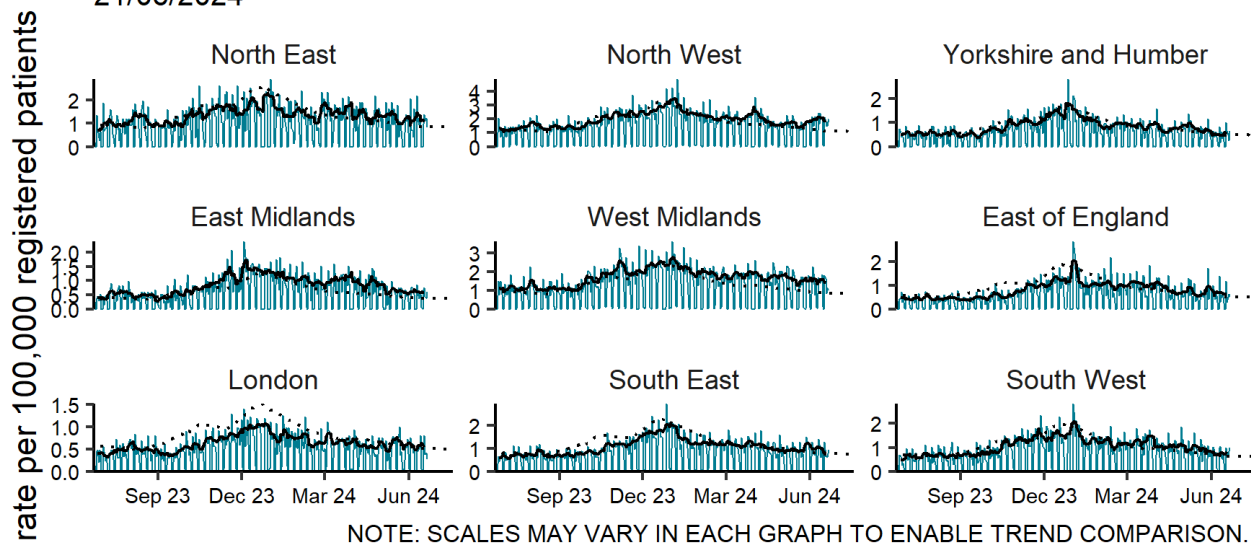 North East North West Yorkshire and Humber
2 4 2
1 3 1
0 2 0
1
0
East Midlands West Midlands East of England
2.0 3 2
1.5 2 1
1.0 1 0
0.5 0
0.0
London South East South West
1.5 2 2
1.0 1 1
0.5 0 0
0.0
Sep 23 Dec 23 Mar 24 Jun 24 Sep 23 Dec 23 Mar 24 Jun 24 Sep 23 Dec 23 Mar 24 Jun 24
rate per 100,000 registered patients
NOTE: SCALES MAY VARY IN EACH GRAPH TO ENABLE TREND COMPARISON.